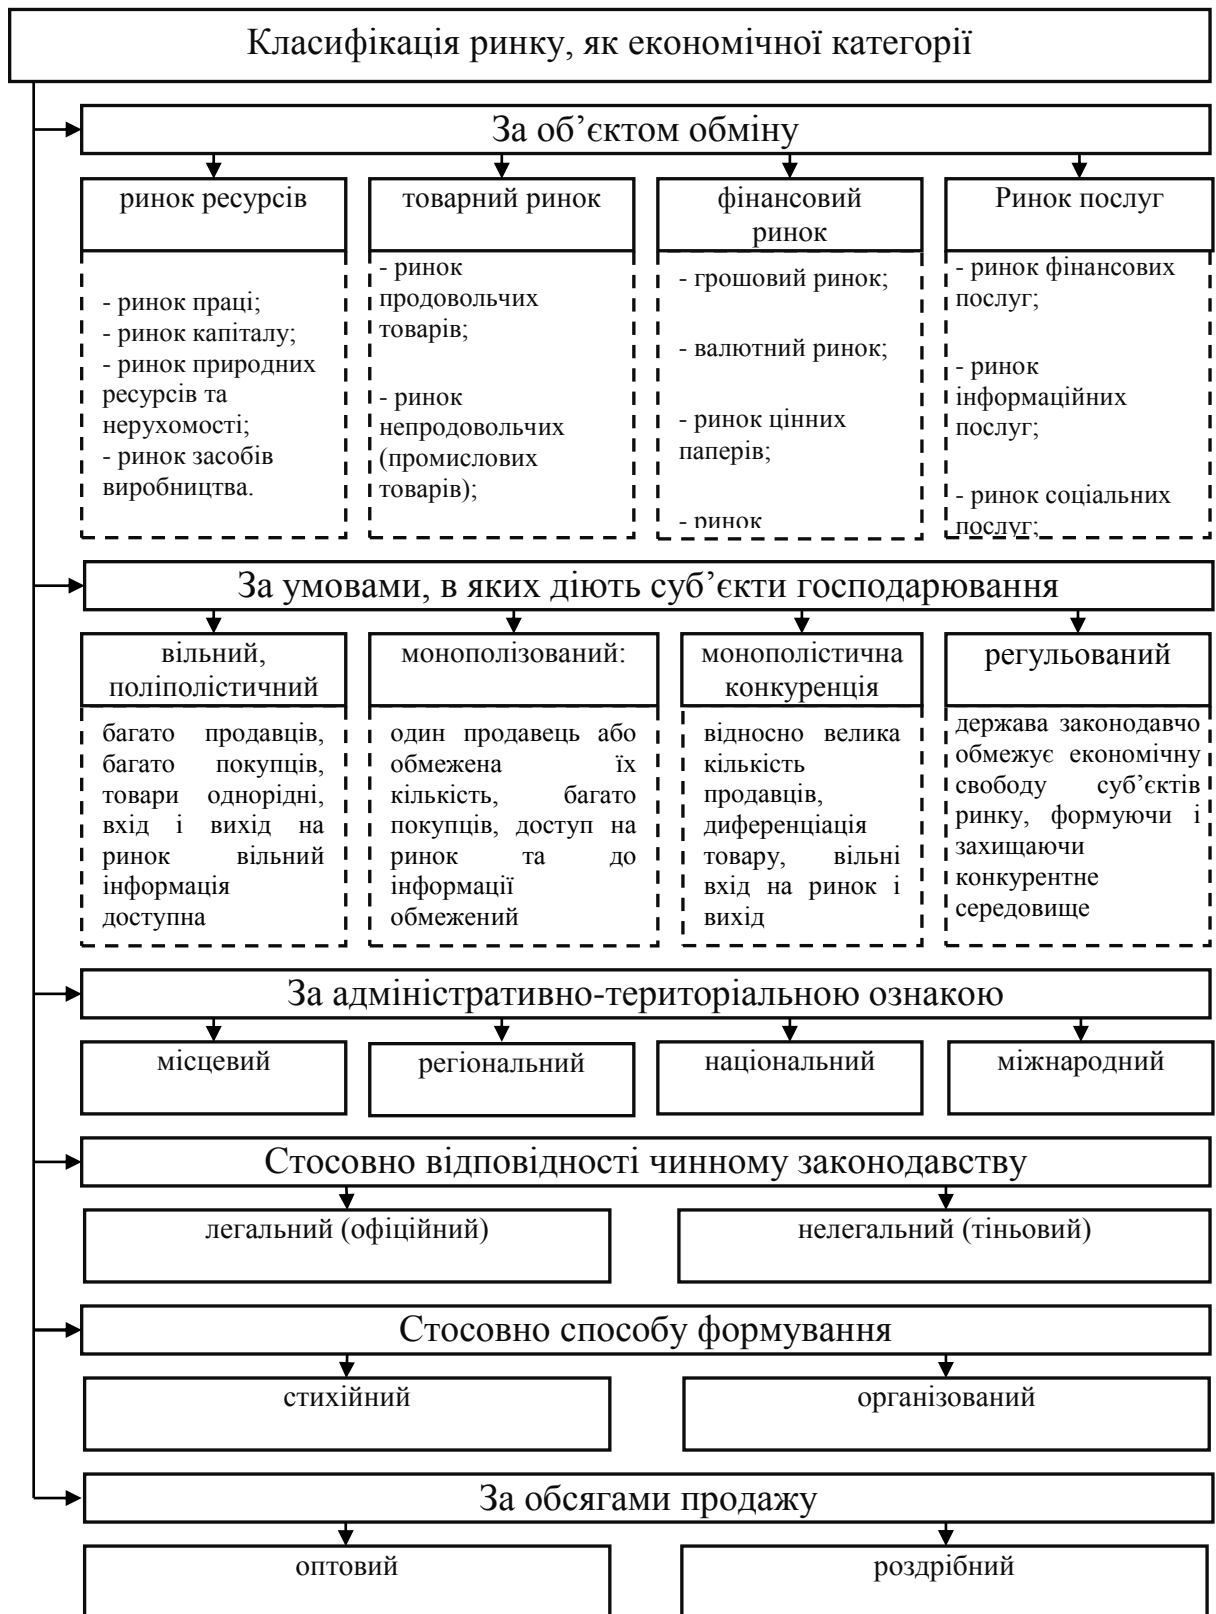 Класифікація ринку, як економічної категорії
За об’єктом обміну
ринок ресурсів
- ринок праці;
- ринок капіталу;
- ринок природних
ресурсів та
нерухомості;
- ринок засобів
виробництва.
товарний ринок
- ринок
продовольчих
товарів;
- ринок
непродовольчих
(промислових
товарів);
фінансовий
ринок
- грошовий ринок;
- валютний ринок;
- ринок цінних
паперів;
- ринок
Ринок послуг
- ринок фінансових
послуг;
- ринок
інформаційних
послуг;
- ринок соціальних
послуг;
За умовами, в яких діють суб’єкти господарювання
вільний,
поліполістичний
багато продавців,
багато покупців,
товари однорідні,
вхід і вихід на
ринок вільний
інформація
доступна
монополізований:
один продавець або
обмежена їх
кількість, багато
покупців, доступ на
ринок та до
інформації
обмежений
монополістична
конкуренція
відносно велика
кількість
продавців,
диференціація
товару, вільні
вхід на ринок і
вихід
регульований
держава законодавчо
обмежує економічну
свободу суб’єктів
ринку, формуючи і
захищаючи
конкурентне
середовище
За адміністративно-територіальною ознакою
місцевий
регіональний
національний
міжнародний
Стосовно відповідності чинному законодавству
легальний (офіційний)
нелегальний (тіньовий)
Стосовно способу формування
стихійний
організований
За обсягами продажу
оптовий
роздрібний